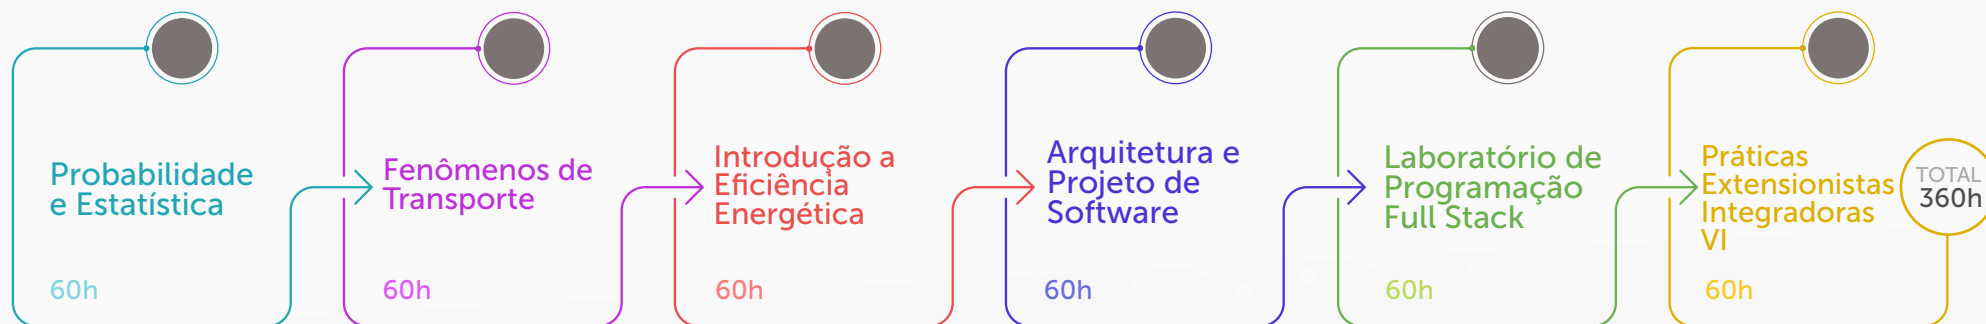 Probabilidade
e Estatística
60h
Fenômenos de
Transporte
60h
Introdução a
Eficiência
Energética
60h
Arquitetura e
Projeto de
Software
60h
Laboratório de
Programação
Full Stack
60h
Práticas
Extensionistas
Integradoras
VI
60h
TOTAL
360h